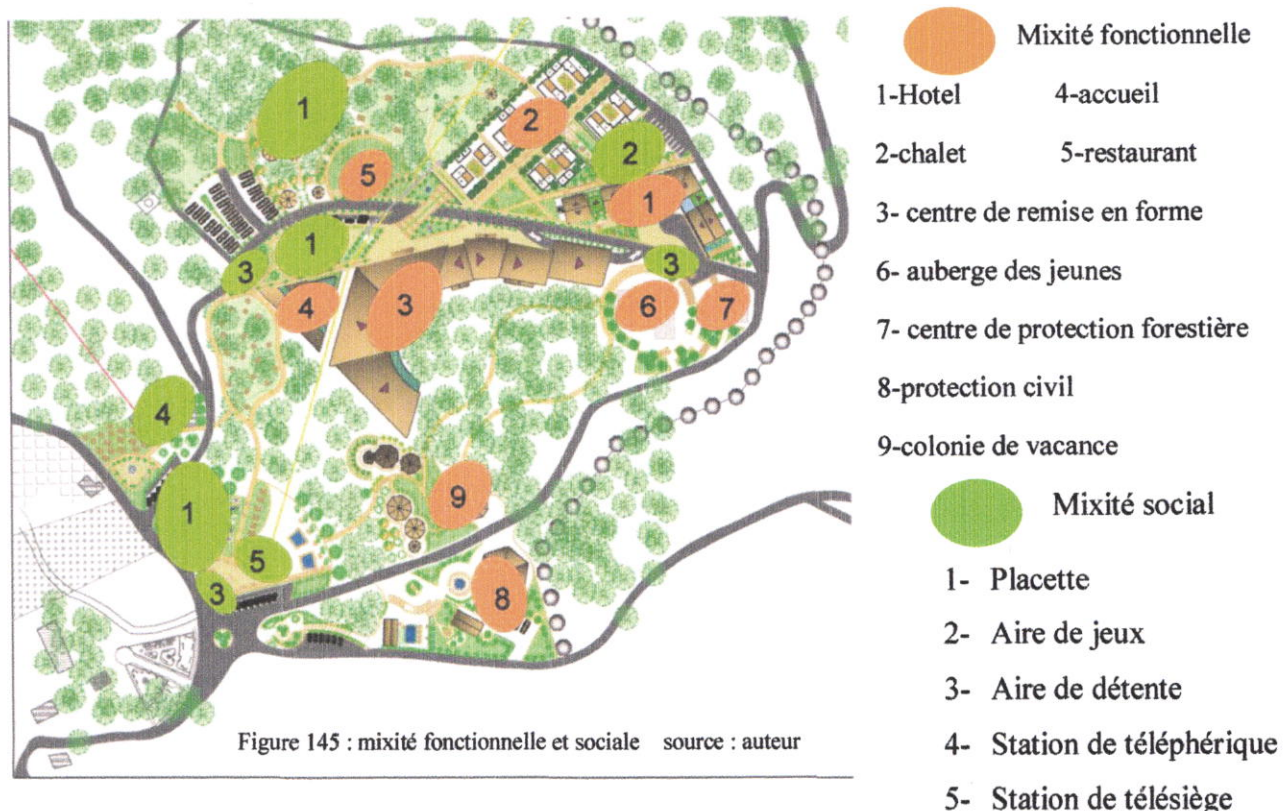 Mixité fonctionnelle
1-Hotel 4-accueil
2-chalet 5-restaurant
3- centre de remise en forme
6- auberge des jeunes
7- centre de protection forestière
8-protection civil
9-colonie de vacance
Mixité social
1- Placette
2- Aire de jeux
3- Aire de détente
4- Station de téléphérique
5- Station de télésiège
1
2
2
5
1
1
3
3
4
3
6
7
4
1
9
5
3
8
Figure 145 : mixité fonctionnelle et sociale source : auteur